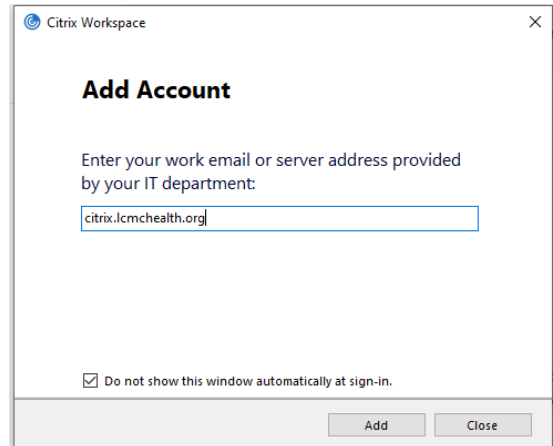 Citrix Workspace
Add Account
Enter your work email or server address provided
by your IT department:
citrix.lcmchealth.org
Do not show this window automatically at sign-in.
Add Close